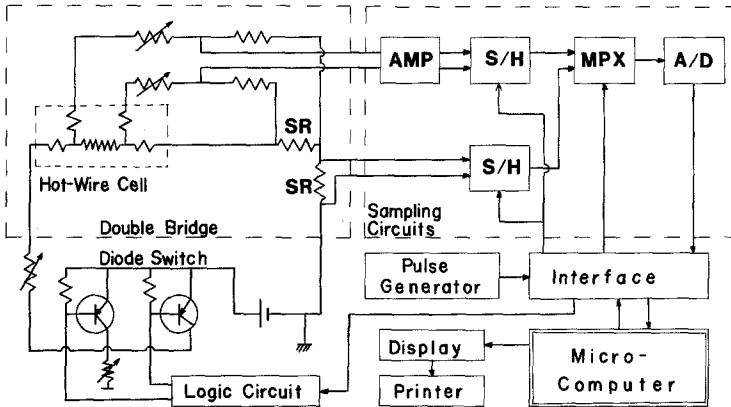 AMP
S/H
MPX
A/D
SR
SR
S/H
Hot-Wire Cell
Double Bridge
Sampling
Circuits
Diode Switch
Pulse
Generator
Interface
Display
Micro-
Computer
Logic Circuit
Printer